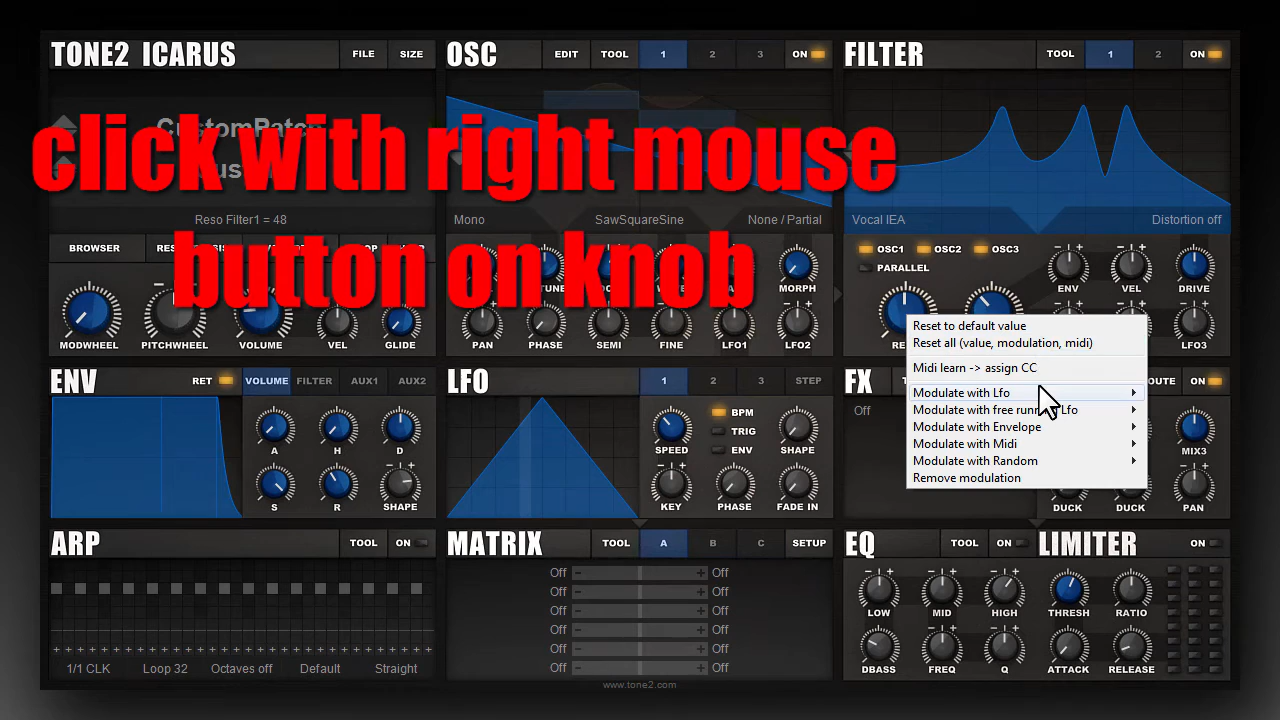 TONE2 ICARUS
FILE
SIZE
click with right mouse
button on knob
Reso Filter1 = 48
BROWSER
MODWHEEL
PITCHWHEEL
VOLUME
VEL
GLIDE
OSC
EDIT
TOOL
1
2
3
ON
Mono
SawSquareSine
None / Partial
MORPH
PAN
PHASE
SEMI
FINE
LFO1
LFO2
FILTER
TOOL
1
2
ON
Vocal IEA
Distortion off
OSC1
OSC2
OSC3
PARALLEL
ENV
VEL
DRIVE
LFO3
Reset to default value
Reset all (value, modulation, midi)
Midi learn -> assign CC
Modulate with Lfo
Modulate with Envelope
Modulate with Midi
Modulate with Random
Remove modulation
ENV
RET
VOLUME
FILTER
AUX1
AUX2
A
H
D
S
R
SHAPE
LFO
1
2
3
STEP
BPM
TRIG
ENV
SPEED
SHAPE
KEY
PHASE
FADE IN
FX
ON
Off
MIX3
DUCK
DUCK
PAN
ARP
TOOL
ON
1/1 CLK
Loop 32
Octaves off
Default
Straight
MATRIX
TOOL
A
B
C
SETUP
Off - + Off
Off - + Off
Off - + Off
Off - + Off
Off - + Off
Off - + Off
EQ
TOOL
ON
LIMITER
ON
LOW
MID
HIGH
THRESH
RATIO
DBASS
FREQ
Q
ATTACK
RELEASE
www.tone2.com